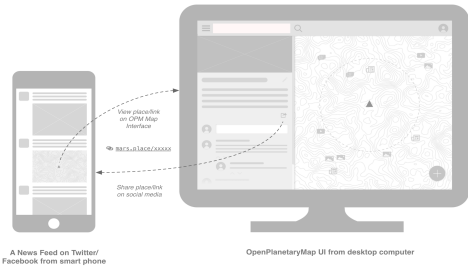 View place/link
on OPM Map
Interface
mars.place/xxxxx
Share place/link
on social media
A News Feed on Twitter/
Facebook from smart phone
OpenPlanetaryMap UI from desktop computer